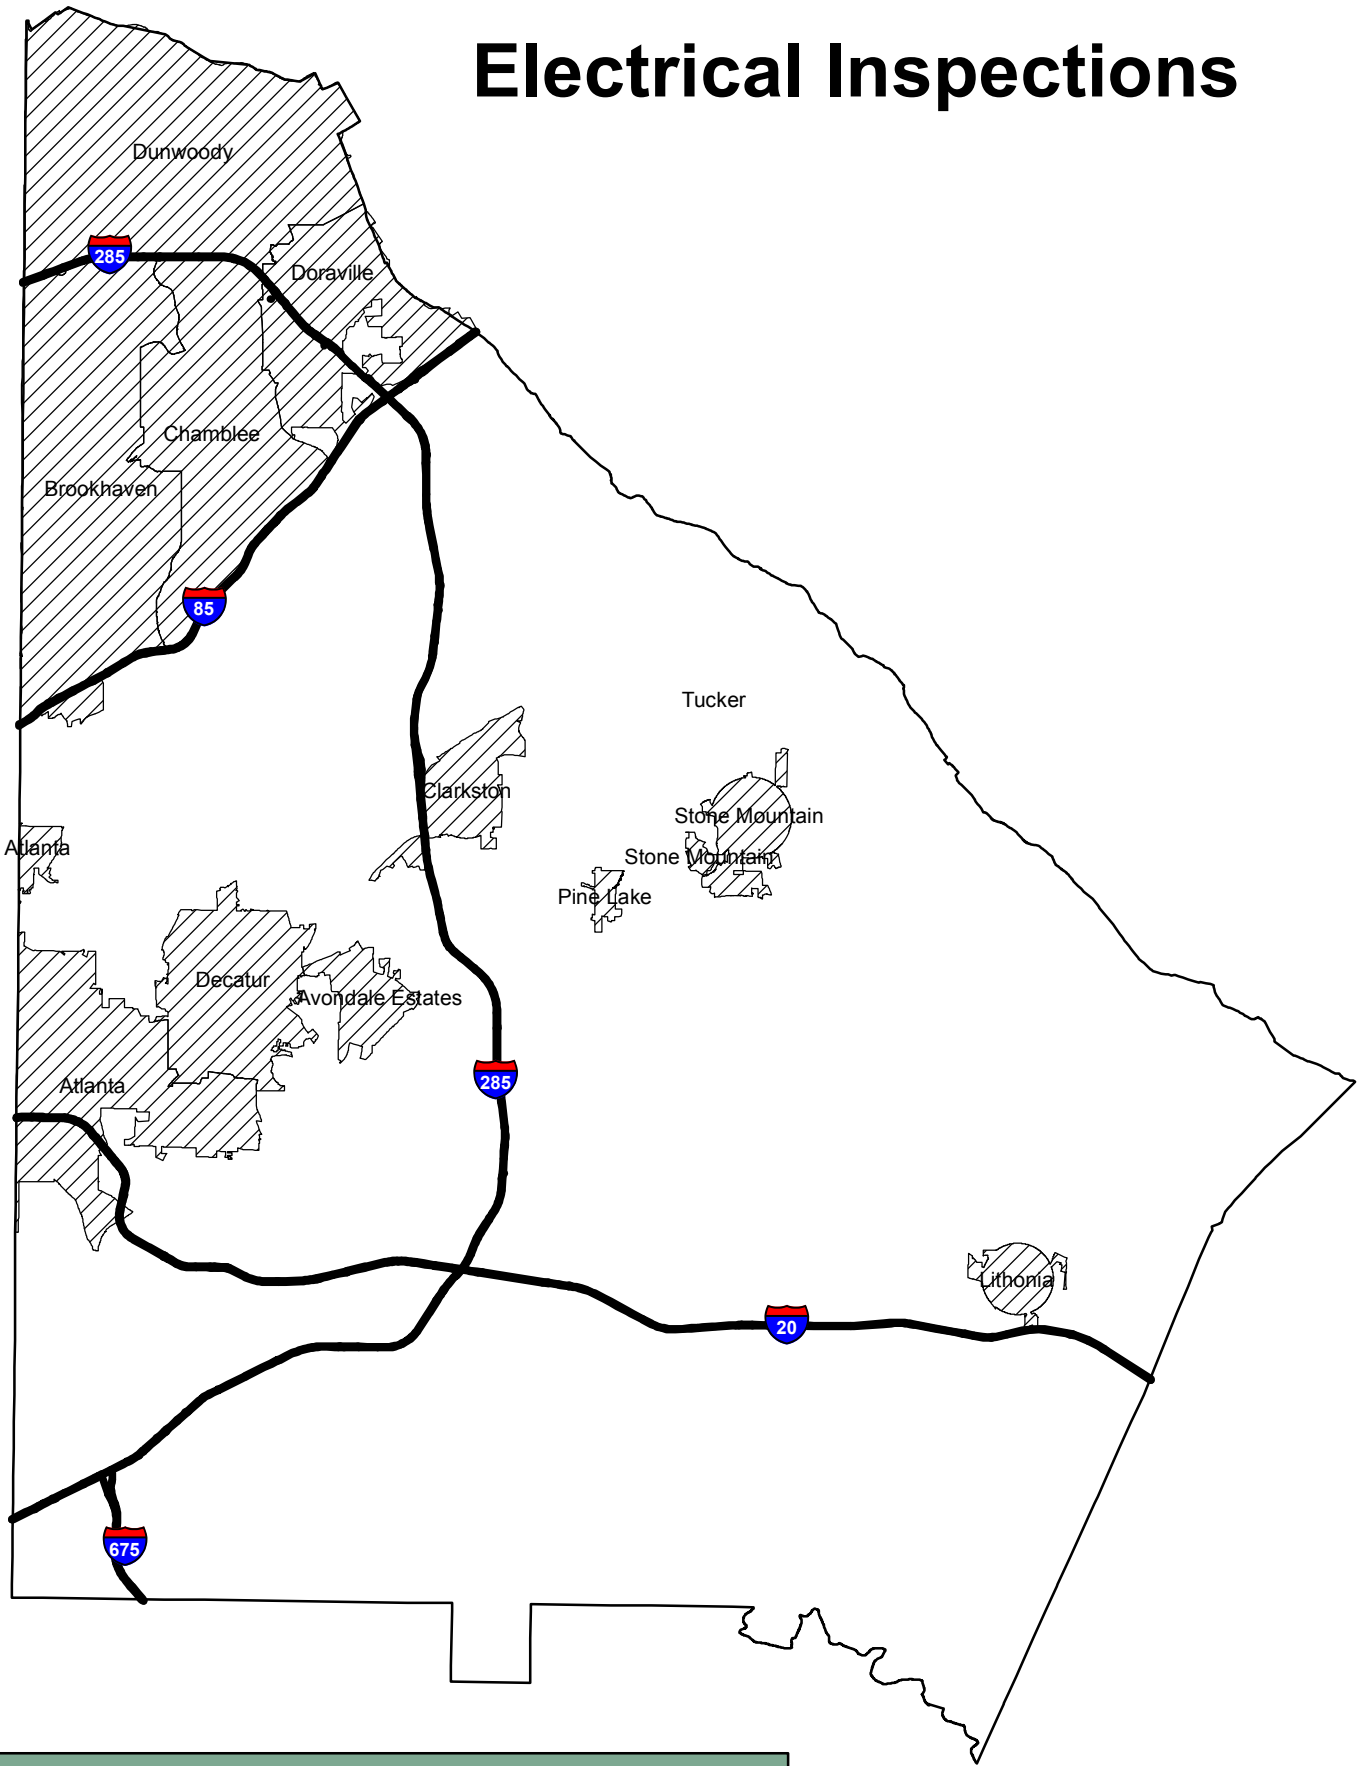 Electrical Inspections
Dunwoody
285
Doraville
Chamblee
Brookhaven
85
Tucker
Clarkston
Stone Mountain
Atlanta
Stone Mountain
Pine Lake
Decatur
Avondale Estates
285
Atlanta
Lithonia
20
675